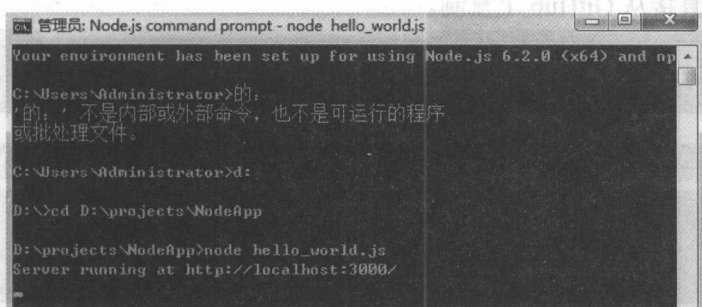 管理员: Node.js command prompt - node hello_world.js
Your environment has been set up for using Node.js 6.2.0 (x64) and np
C:\Users\Administrator>的:
'的:' 不是内部或外部命令，也不是可运行的程序
或批处理文件。
C:\Users\Administrator>d:
D:\>cd D:\projects\NodeApp
D:\projects\NodeApp>node hello_world.js
Server running at http://localhost:3000/